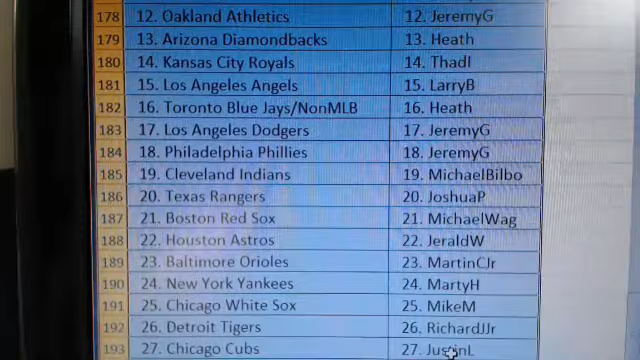 178 12. Oakland Athletics 12. JeremyG
179 13. Arizona Diamondbacks 13. Heath
180 14. Kansas City Royals 14. ThadI
181 15. Los Angeles Angels 15. LarryB
182 16. Toronto Blue Jays/NonMLB 16. Heath
183 17. Los Angeles Dodgers 17. JeremyG
184 18. Philadelphia Phillies 18. JeremyG
185 19. Cleveland Indians 19. MichaelBilbo
186 20. Texas Rangers 20. JoshuaP
187 21. Boston Red Sox 21. MichaelWag
188 22. Houston Astros 22. JeraldW
189 23. Baltimore Orioles 23. MartinCJr
190 24. New York Yankees 24. MartyH
191 25. Chicago White Sox 25. MikeM
192 26. Detroit Tigers 26. RichardJJr
193 27. Chicago Cubs 27. JustinL